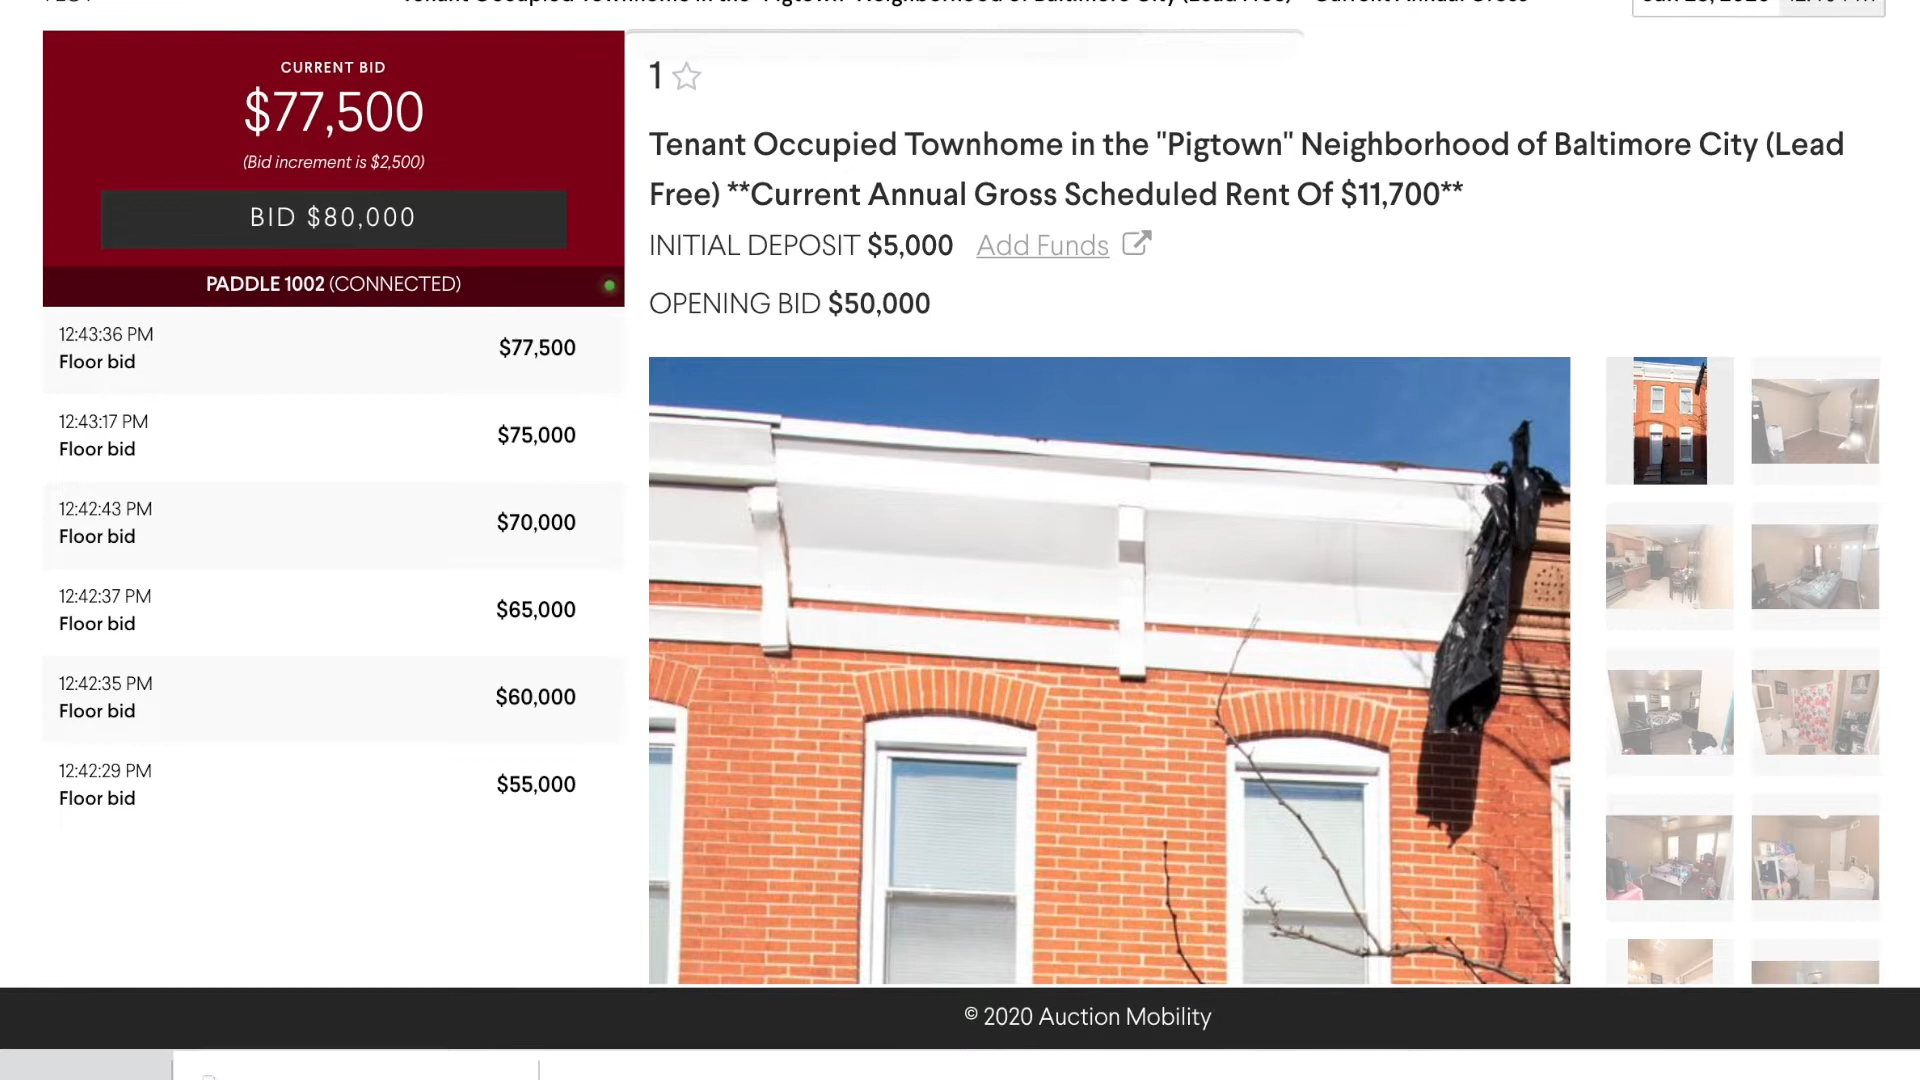 CURRENT BID
$77,500
(Bid increment is $2,500)
BID $80,000
PADDLE 1002 (CONNECTED)
12:43:36 PM
Floor bid
$77,500
12:43:17 PM
Floor bid
$75,000
12:42:43 PM
Floor bid
$70,000
12:42:37 PM
Floor bid
$65,000
12:42:35 PM
Floor bid
$60,000
12:42:29 PM
Floor bid
$55,000
1
Tenant Occupied Townhome in the "Pigtown" Neighborhood of Baltimore City (Lead
Free) **Current Annual Gross Scheduled Rent Of $11,700**
INITIAL DEPOSIT $5,000 Add Funds
OPENING BID $50,000
© 2020 Auction Mobility